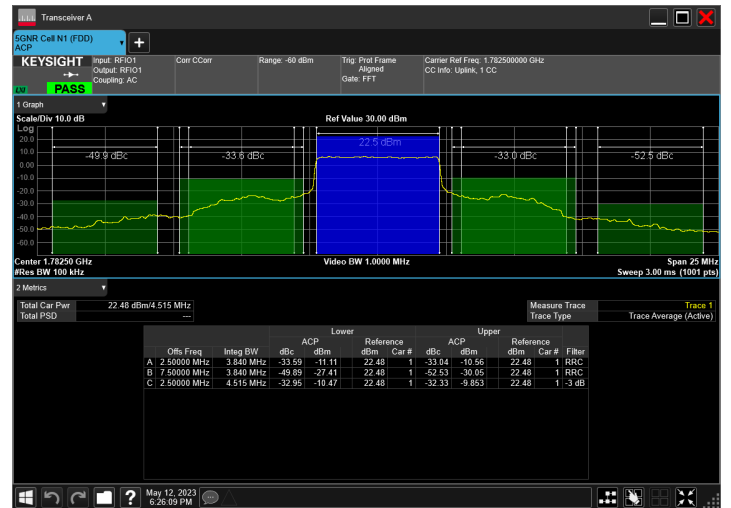 Transceiver A
5GNR Cell N1 (FDD)
ACP
KEYSIGHT
LXI
PASS
Input: RFIO1
Output: RFIO1
Coupling: AC
Corr CCorr
Range: -60 dBm
Trig: Prot Frame
Aligned
Gate: FFT
Carrier Ref Freq: 1.782500000 GHz
CC Info: Uplink, 1 CC
1 Graph
Scale/Div 10.0 dB
Ref Value 30.00 dBm
Log
20.0
10.0
0.00
-10.0
-20.0
-30.0
-40.0
-50.0
-60.0
-49.9 dBc
-33.6 dBc
22.5 dBm
-33.0 dBc
-52.5 dBc
Center 1.78250 GHz
#Res BW 100 kHz
Video BW 1.0000 MHz
Span 25 MHz
Sweep 3.00 ms (1001 pts)
2 Metrics
Total Car Pwr 22.48 dBm/4.515 MHz
Total PSD ---
Measure Trace Trace 1
Trace Type Trace Average (Active)
Lower Upper
ACP Reference ACP Reference
Offs Freq Integ BW dBc dBm dBm Car # dBc dBm dBm Car # Filter
A 2.50000 MHz 3.840 MHz -33.59 -11.11 22.48 1 -33.04 -10.56 22.48 1 RRC
B 7.50000 MHz 3.840 MHz -49.89 -27.41 22.48 1 -52.53 -30.05 22.48 1 RRC
C 2.50000 MHz 4.515 MHz -32.95 -10.47 22.48 1 -32.33 -9.853 22.48 1 -3 dB
?
May 12, 2023
6:26:09 PM